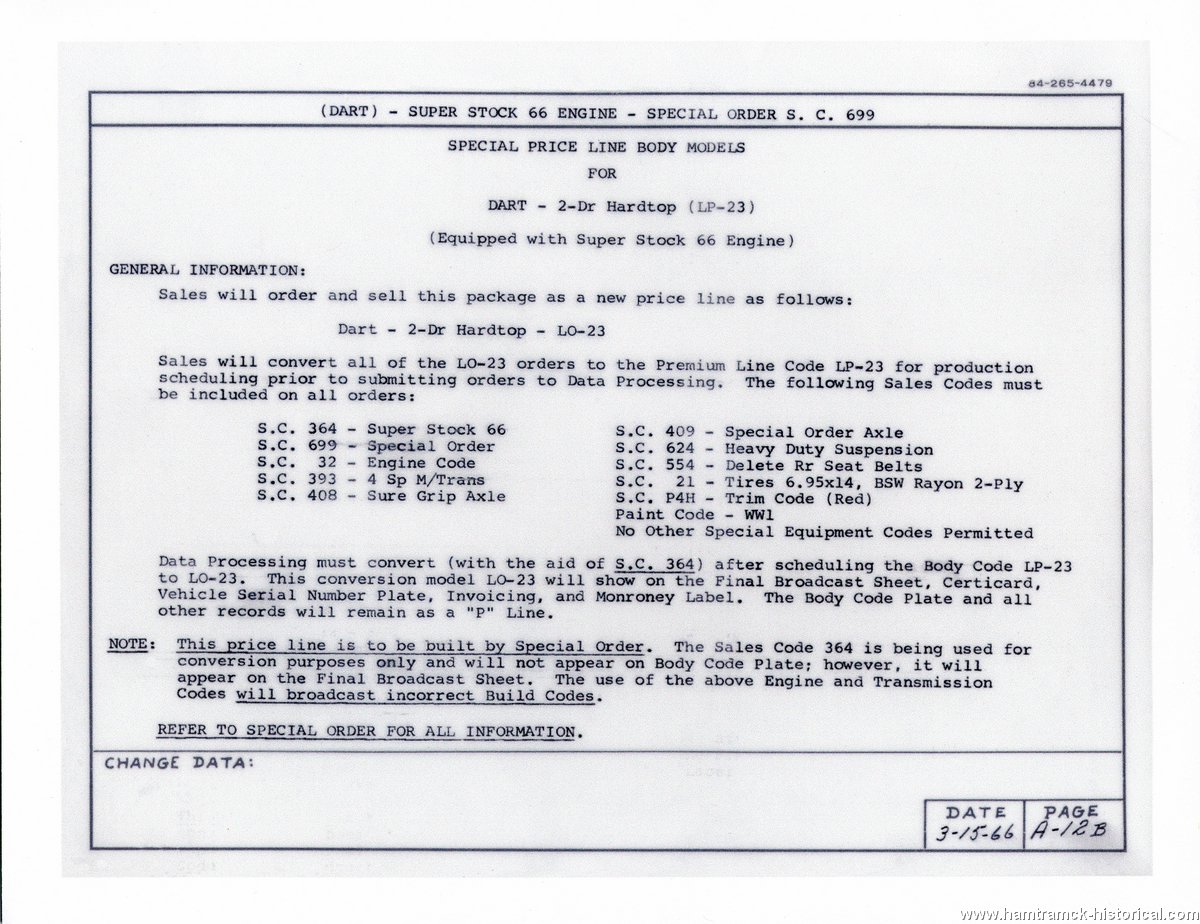 84-265-4479
(DART) - SUPER STOCK 66 ENGINE - SPECIAL ORDER S. C. 699
SPECIAL PRICE LINE BODY MODELS
FOR
DART - 2-Dr Hardtop (LP-23)
(Equipped with Super Stock 66 Engine)
GENERAL INFORMATION:
Sales will order and sell this package as a new price line as follows:
Dart - 2-Dr Hardtop - LO-23
Sales will convert all of the LO-23 orders to the Premium Line Code LP-23 for production
scheduling prior to submitting orders to Data Processing. The following Sales Codes must
be included on all orders:
S.C. 364 - Super Stock 66
S.C. 699 - Special Order
S.C. 32 - Engine Code
S.C. 393 - 4 Sp M/Trans
S.C. 408 - Sure Grip Axle
S.C. 409 - Special Order Axle
S.C. 624 - Heavy Duty Suspension
S.C. 554 - Delete Rr Seat Belts
S.C. 21 - Tires 6.95x14, BSW Rayon 2-Ply
S.C. P4H - Trim Code (Red)
Paint Code - WW1
No Other Special Equipment Codes Permitted
Data Processing must convert (with the aid of S.C. 364) after scheduling the Body Code LP-23
to LO-23. This conversion model LO-23 will show on the Final Broadcast Sheet, Certicard,
Vehicle Serial Number Plate, Invoicing, and Monroney Label. The Body Code Plate and all
other records will remain as a "P" Line.
NOTE: This price line is to be built by Special Order. The Sales Code 364 is being used for
conversion purposes only and will not appear on Body Code Plate; however, it will
appear on the Final Broadcast Sheet. The use of the above Engine and Transmission
Codes will broadcast incorrect Build Codes.
REFER TO SPECIAL ORDER FOR ALL INFORMATION.
CHANGE DATA:
DATE
3-15-66
PAGE
A-12B
www.hamtramck-historical.com